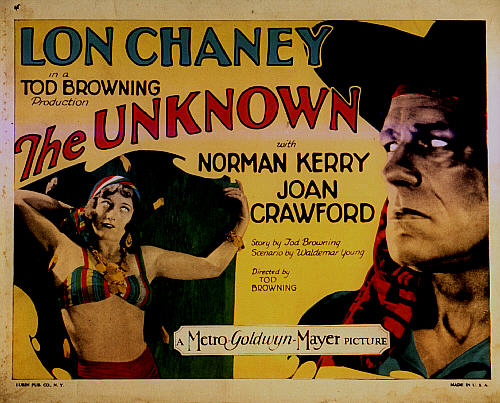 LON CHANEY
in a
TOD BROWNING
Production
The UNKNOWN
with
NORMAN KERRY
JOAN
CRAWFORD
Story by Tod Browning
Scenario by Waldemar Young
Directed by
TOD
BROWNING
A Metro-Goldwyn-Mayer PICTURE
LUBIN PUB. CO., N. Y.
MADE IN U. S. A.